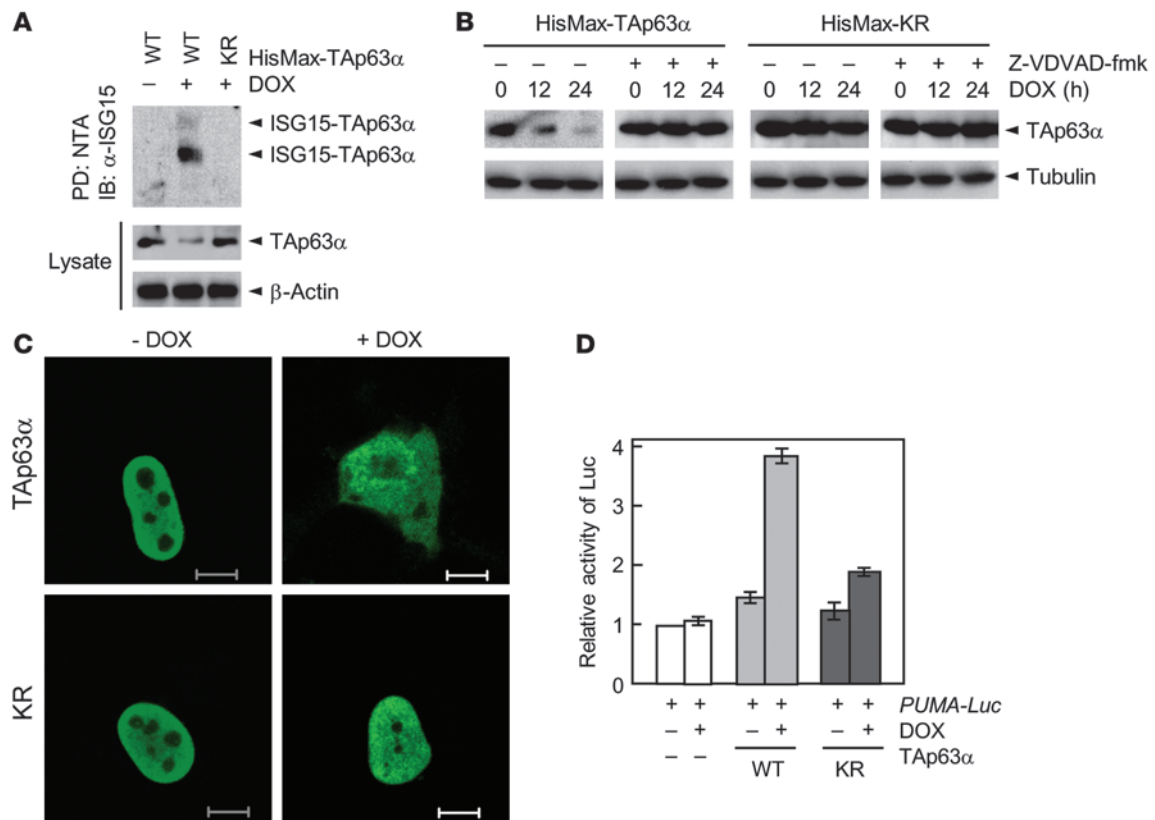 A
WT WT KR HisMax-TAp63α
– + + DOX
PD: NTA
IB: α-ISG15
◄ ISG15-TAp63α
◄ ISG15-TAp63α
Lysate
◄ TAp63α
◄ β-Actin
B
HisMax-TAp63α HisMax-KR
– – – + + + – – – + + + Z-VDVAD-fmk
0 12 24 0 12 24 0 12 24 0 12 24 DOX (h)
◄ TAp63α
◄ Tubulin
C
- DOX + DOX
TAp63α
KR
D
Relative activity of Luc
4
3
2
1
0
+ + + + + + PUMA-Luc
– + – + – + DOX
– – WT KR TAp63α